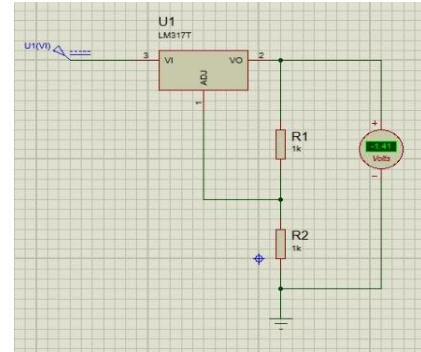 U1
LM317T
U1(VI)
3 VI VO 2
ADJ
1
R1
1k
+
-1.41
Volts
R2
1k